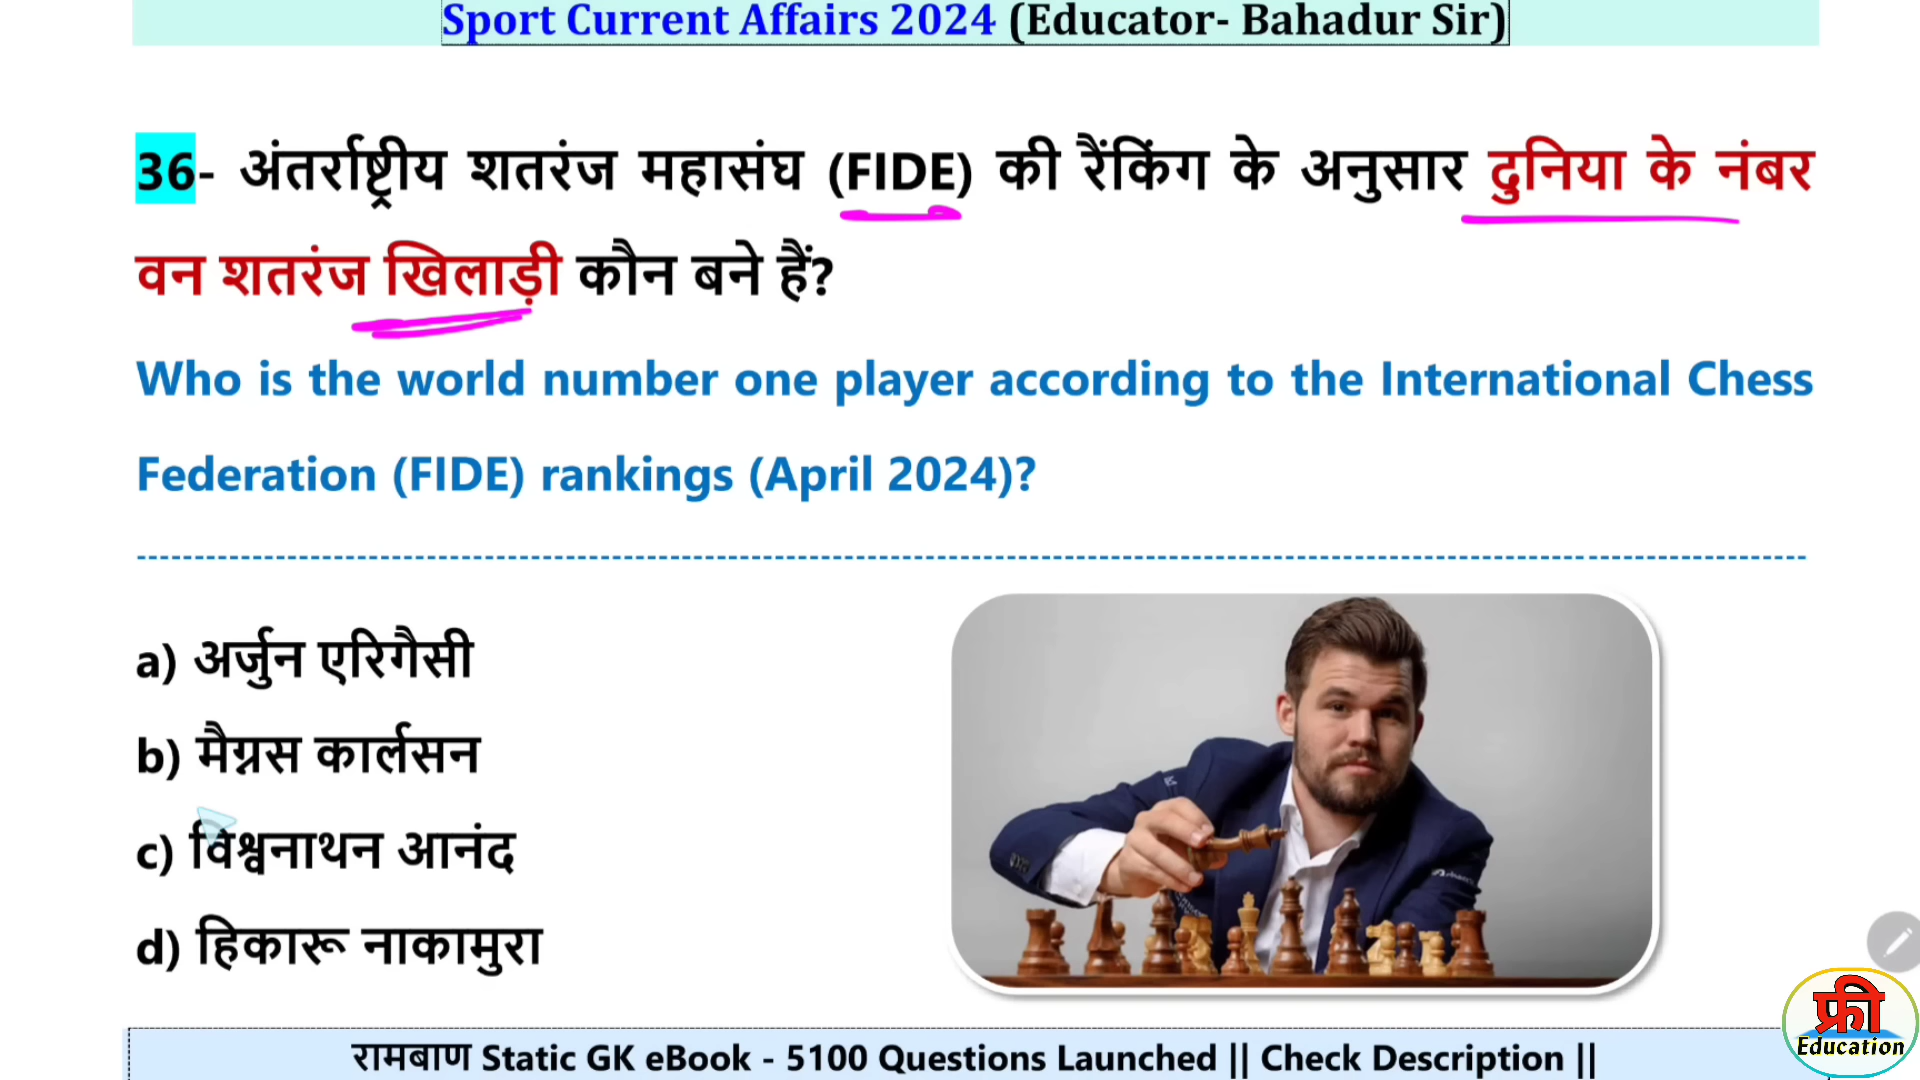 Sport Current Affairs 2024 (Educator- Bahadur Sir)
36- अंतर्राष्ट्रीय शतरंज महासंघ (FIDE) की रैंकिंग के अनुसार दुनिया के नंबर
वन शतरंज खिलाड़ी कौन बने हैं?
Who is the world number one player according to the International Chess
Federation (FIDE) rankings (April 2024)?
a) अर्जुन एरिगैसी
b) मैग्नस कार्लसन
c) विश्वनाथन आनंद
d) हिकारू नाकामुरा
फ्री
Education
रामबाण Static GK eBook - 5100 Questions Launched || Check Description ||